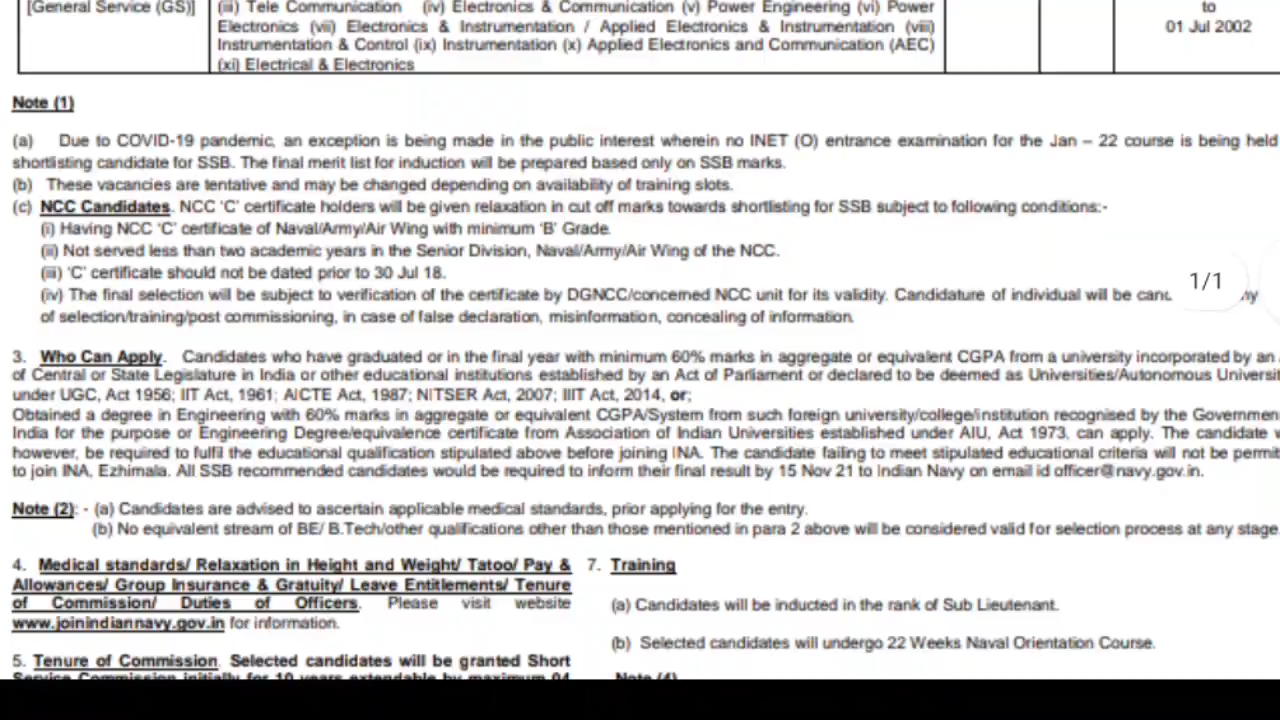 [General Service (GS)]
(iii) Tele Communication (iv) Electronics & Communication (v) Power Engineering (vi) Power
Electronics (vii) Electronics & Instrumentation / Applied Electronics & Instrumentation (viii)
Instrumentation & Control (ix) Instrumentation (x) Applied Electronics and Communication (AEC)
(xi) Electrical & Electronics
to
01 Jul 2002
Note (1)
(a) Due to COVID-19 pandemic, an exception is being made in the public interest wherein no INET (O) entrance examination for the Jan – 22 course is being held
shortlisting candidate for SSB. The final merit list for induction will be prepared based only on SSB marks.
(b) These vacancies are tentative and may be changed depending on availability of training slots.
(c) NCC Candidates. NCC 'C' certificate holders will be given relaxation in cut off marks towards shortlisting for SSB subject to following conditions:-
(i) Having NCC 'C' certificate of Naval/Army/Air Wing with minimum 'B' Grade.
(ii) Not served less than two academic years in the Senior Division, Naval/Army/Air Wing of the NCC.
(iii) 'C' certificate should not be dated prior to 30 Jul 18.
(iv) The final selection will be subject to verification of the certificate by DGNCC/concerned NCC unit for its validity. Candidature of individual will be
of selection/training/post commissioning, in case of false declaration, misinformation, concealing of information.
1/1
3. Who Can Apply. Candidates who have graduated or in the final year with minimum 60% marks in aggregate or equivalent CGPA from a university incorporated by an
of Central or State Legislature in India or other educational institutions established by an Act of Parliament or declared to be deemed as Universities/Autonomous Universit
under UGC, Act 1956; IIT Act, 1961; AICTE Act, 1987; NITSER Act, 2007; IIIT Act, 2014, or;
Obtained a degree in Engineering with 60% marks in aggregate or equivalent CGPA/System from such foreign university/college/institution recognised by the Governmen
India for the purpose or Engineering Degree/equivalence certificate from Association of Indian Universities established under AIU, Act 1973, can apply. The candidate w
however, be required to fulfil the educational qualification stipulated above before joining INA. The candidate failing to meet stipulated educational criteria will not be permit
to join INA, Ezhimala. All SSB recommended candidates would be required to inform their final result by 15 Nov 21 to Indian Navy on email id officer@navy.gov.in.
Note (2): - (a) Candidates are advised to ascertain applicable medical standards, prior applying for the entry.
(b) No equivalent stream of BE/ B.Tech/other qualifications other than those mentioned in para 2 above will be considered valid for selection process at any stage.
4. Medical standards/ Relaxation in Height and Weight/ Tatoo/ Pay &
Allowances/ Group Insurance & Gratuity/ Leave Entitlements/ Tenure
of Commission/ Duties of Officers. Please visit website
www.joinindiannavy.gov.in for information.
5. Tenure of Commission. Selected candidates will be granted Short
Service Commission initially for 10 years extendable by maximum 04
7. Training
(a) Candidates will be inducted in the rank of Sub Lieutenant.
(b) Selected candidates will undergo 22 Weeks Naval Orientation Course.
Note (4)